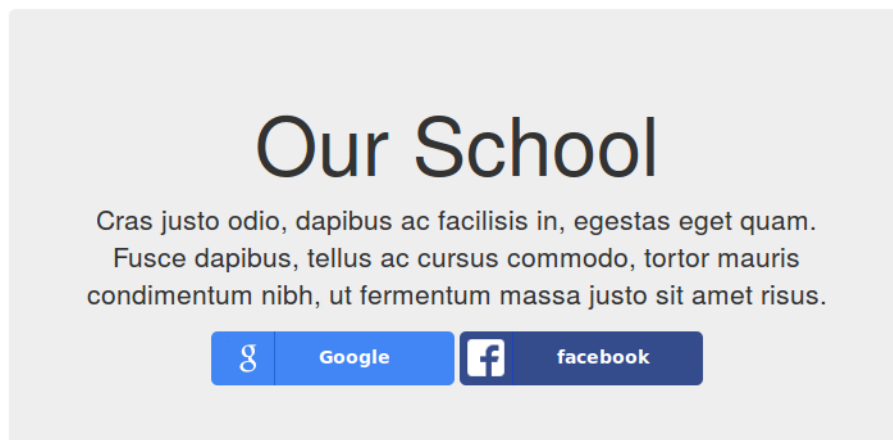 Our School
Cras justo odio, dapibus ac facilisis in, egestas eget quam.
Fusce dapibus, tellus ac cursus commodo, tortor mauris
condimentum nibh, ut fermentum massa justo sit amet risus.
g Google f facebook